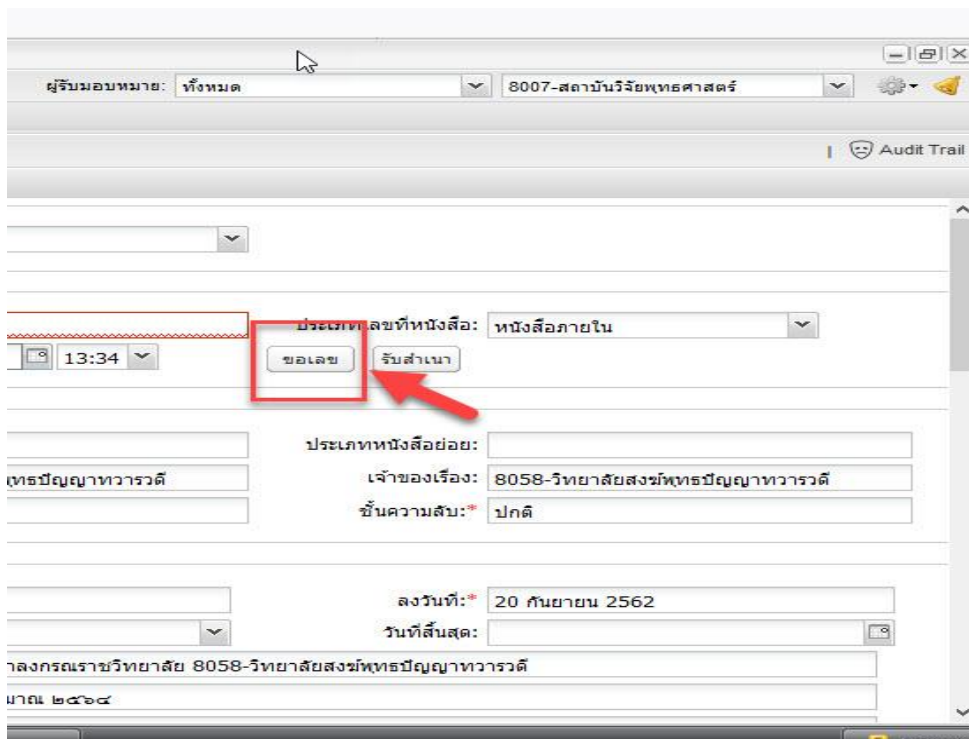 ผู้รับมอบหมาย: ทั้งหมด 8007-สถาบันวิจัยพุทธศาสตร์
| Audit Trail
ประเภทเลขที่หนังสือ: หนังสือภายใน
13:34 ขอเลข รับสำเนา
ประเภทหนังสือย่อย:
พุทธปัญญาทวารวดี เจ้าของเรื่อง: 8058-วิทยาลัยสงฆ์พุทธปัญญาทวารวดี
ชั้นความลับ:* ปกติ
ลงวันที่:* 20 กันยายน 2562
วันที่สิ้นสุด:
าลงกรณราชวิทยาลัย 8058-วิทยาลัยสงฆ์พุทธปัญญาทวารวดี
มาณ ๒๕๖๔